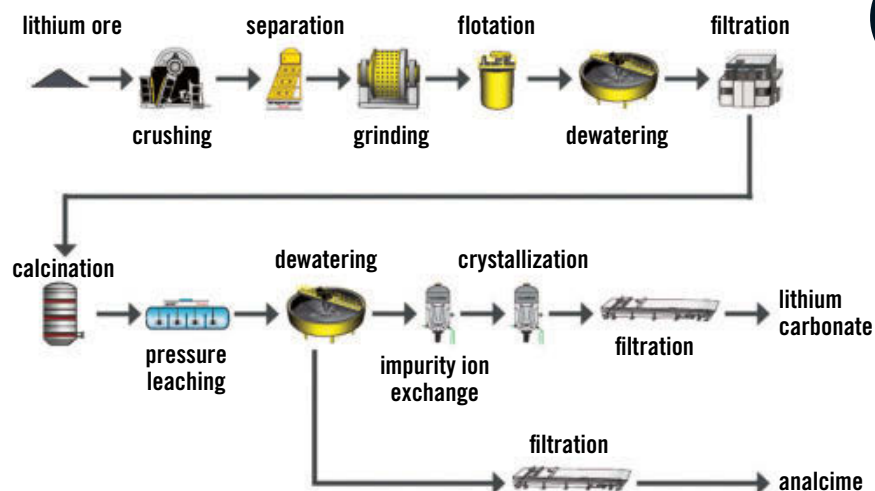 lithium ore
separation
flotation
filtration
crushing
grinding
dewatering
calcination
dewatering
crystallization
pressure
leaching
impurity ion
exchange
filtration
lithium
carbonate
filtration
analcime